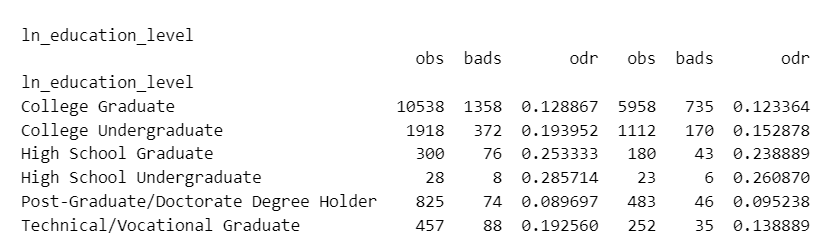 ln_education_level
obs bads odr obs bads odr
ln_education_level
College Graduate 10538 1358 0.128867 5958 735 0.123364
College Undergraduate 1918 372 0.193952 1112 170 0.152878
High School Graduate 300 76 0.253333 180 43 0.238889
High School Undergraduate 28 8 0.285714 23 6 0.260870
Post-Graduate/Doctorate Degree Holder 825 74 0.089697 483 46 0.095238
Technical/Vocational Graduate 457 88 0.192560 252 35 0.138889